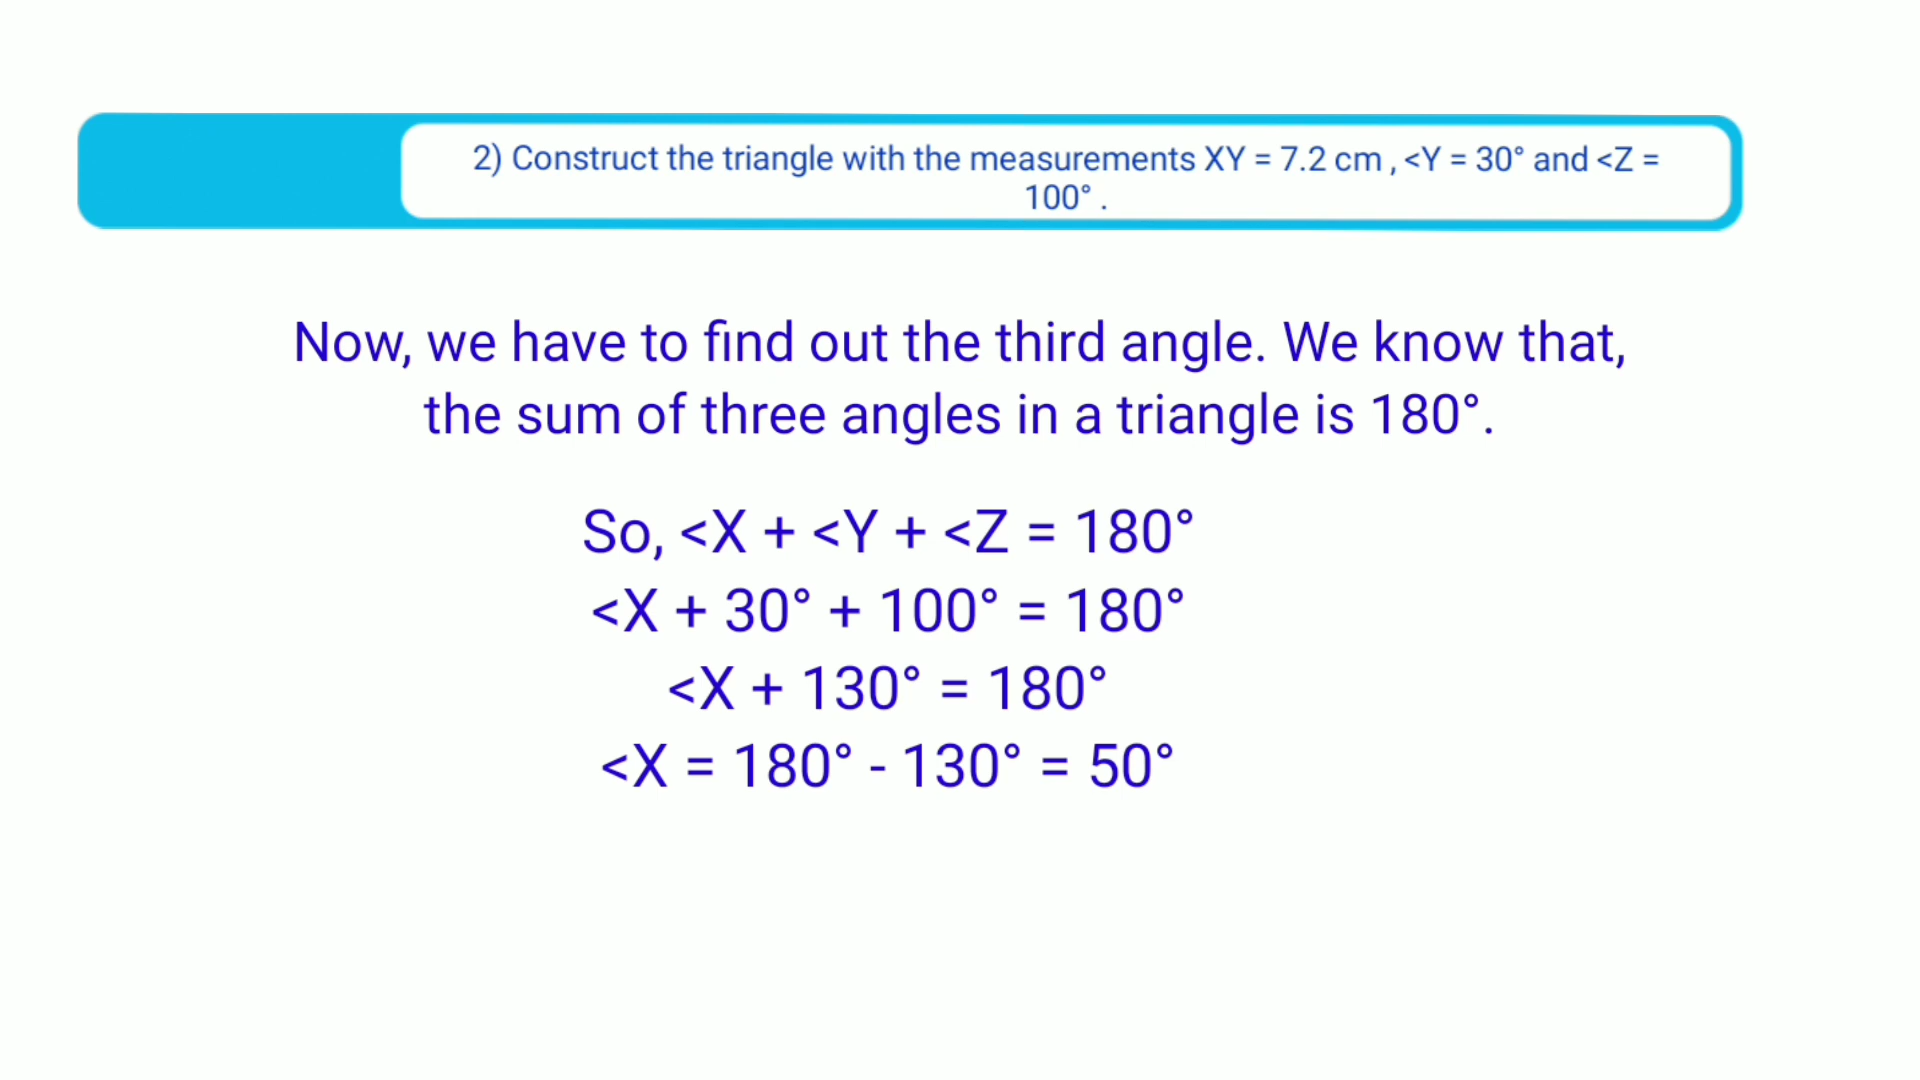 2) Construct the triangle with the measurements XY = 7.2 cm , <Y = 30° and <Z =
100° .
Now, we have to find out the third angle. We know that,
the sum of three angles in a triangle is 180°.
So, <X + <Y + <Z = 180°
<X + 30° + 100° = 180°
<X + 130° = 180°
<X = 180° - 130° = 50°